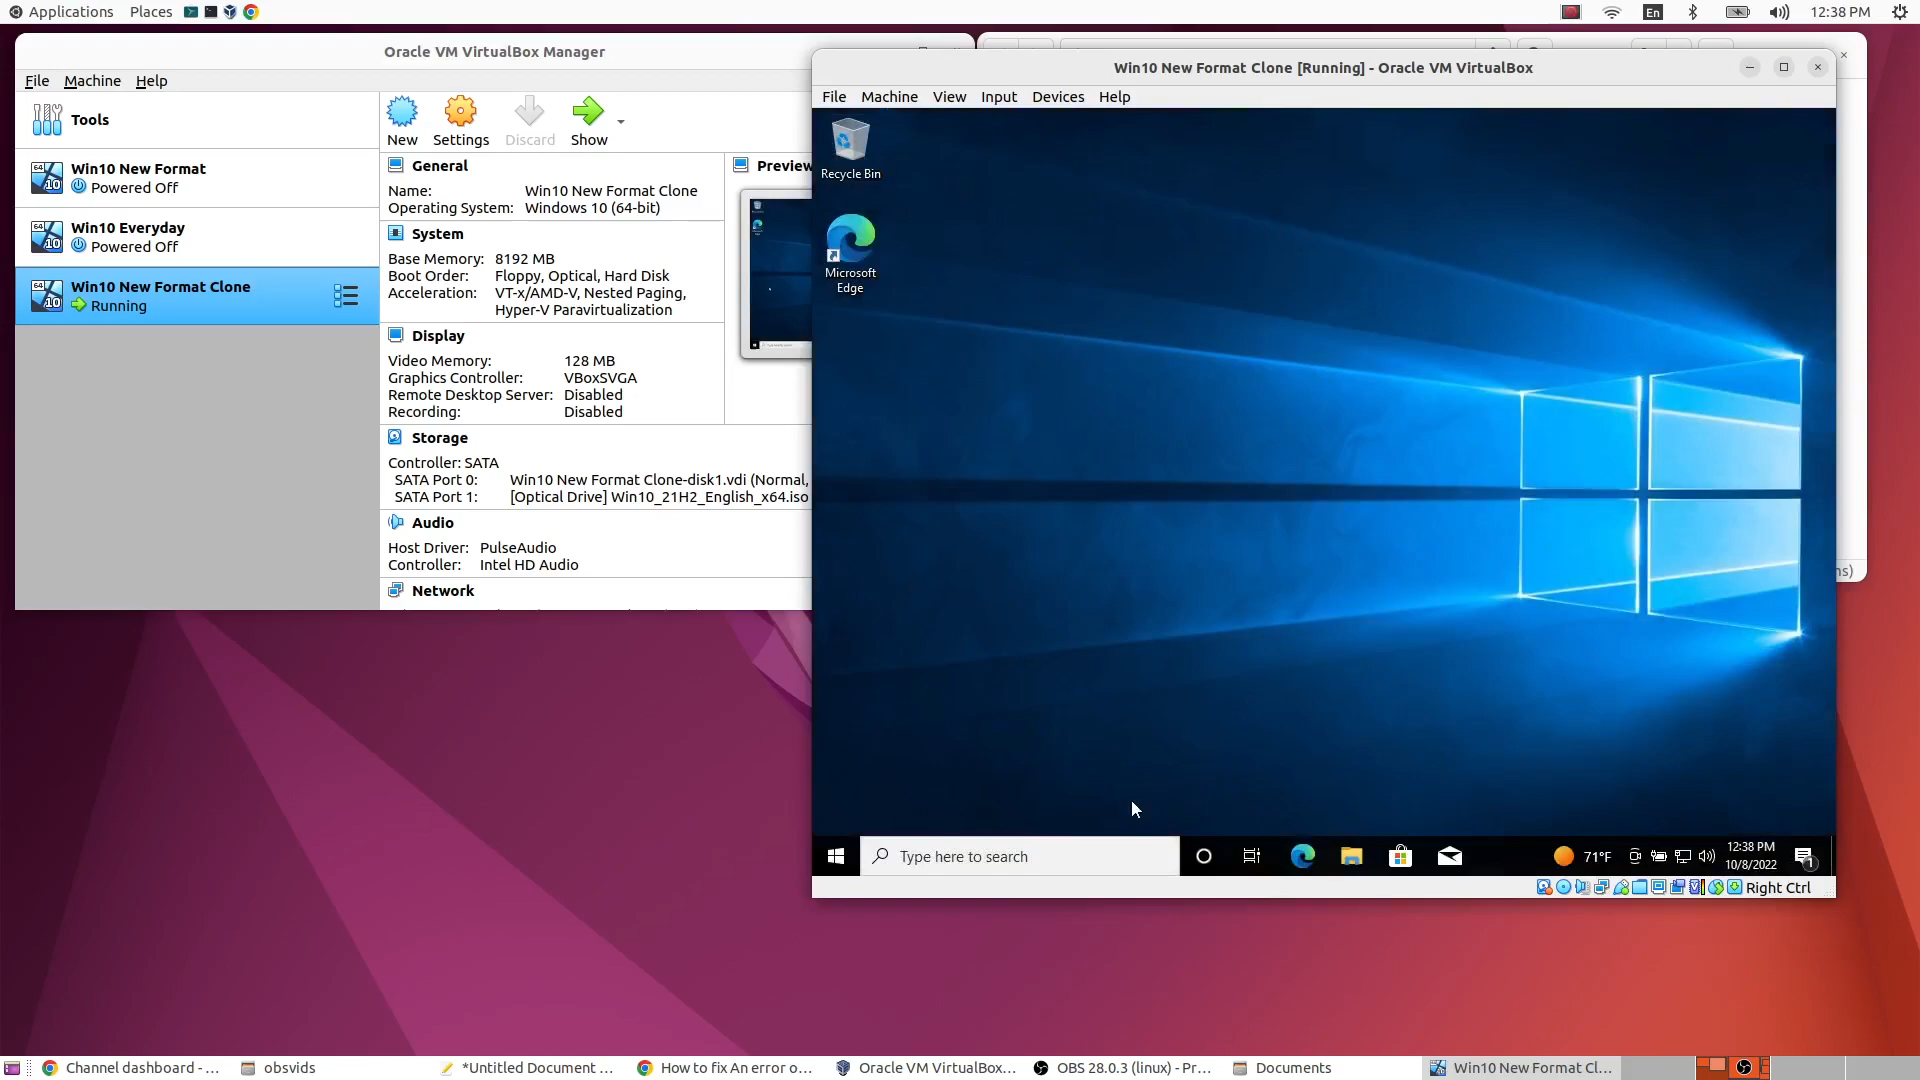 Applications Places
En 12:38 PM
Oracle VM VirtualBox Manager
File Machine Help
Tools
Win10 New Format
Powered Off
Win10 Everyday
Powered Off
Win10 New Format Clone
Running
New Settings Discard Show
General
Name: Win10 New Format Clone
Operating System: Windows 10 (64-bit)
System
Base Memory: 8192 MB
Boot Order: Floppy, Optical, Hard Disk
Acceleration: VT-x/AMD-V, Nested Paging,
Hyper-V Paravirtualization
Display
Video Memory: 128 MB
Graphics Controller: VBoxSVGA
Remote Desktop Server: Disabled
Recording: Disabled
Storage
Controller: SATA
SATA Port 0: Win10 New Format Clone-disk1.vdi (Normal,
SATA Port 1: [Optical Drive] Win10_21H2_English_x64.iso
Audio
Host Driver: PulseAudio
Controller: Intel HD Audio
Network
Preview
Win10 New Format Clone [Running] - Oracle VM VirtualBox
File Machine View Input Devices Help
Recycle Bin
Microsoft
Edge
Type here to search
71°F
12:38 PM
10/8/2022
1
Right Ctrl
Channel dashboard - ...
obsvids
*Untitled Document ...
How to fix An error o...
Oracle VM VirtualBox...
OBS 28.0.3 (linux) - Pr...
Documents
Win10 New Format Cl...